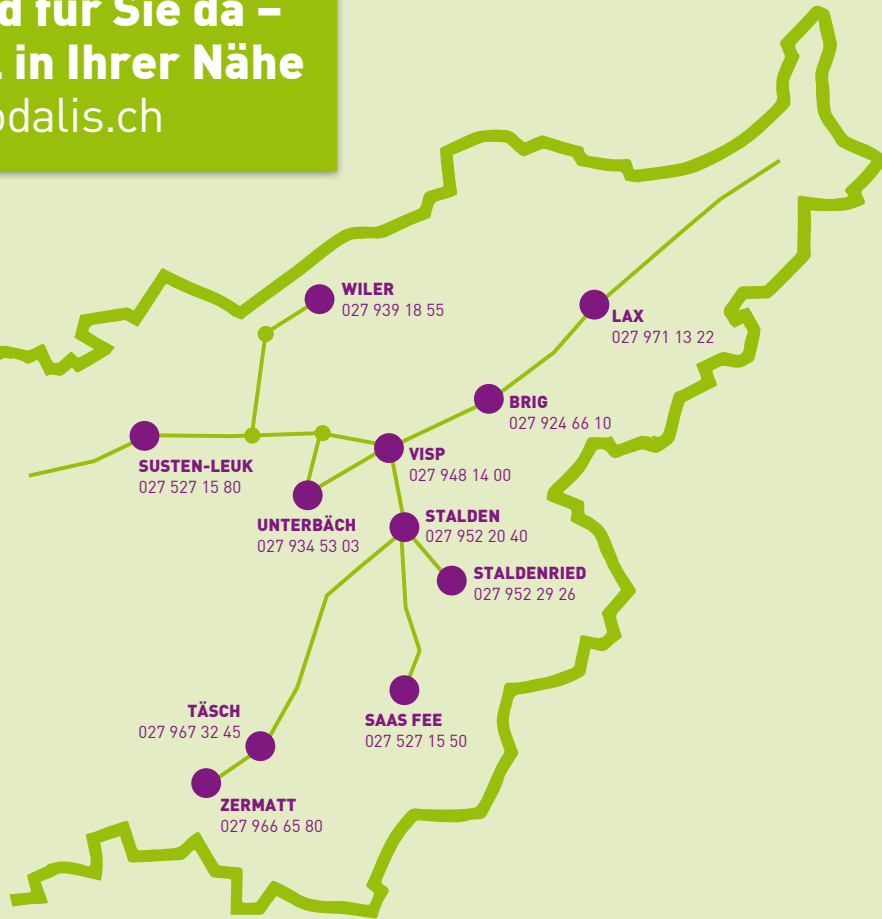 für Sie da –
in Ihrer Nähe
WILER
027 939 18 55
LAX
027 971 13 22
BRIG
027 924 66 10
VISP
027 948 14 00
SUSTEN-LEUK
027 527 15 80
UNTERBÄCH
027 934 53 03
STALDEN
027 952 20 40
STALDENRIED
027 952 29 26
TÄSCH
027 967 32 45
SAAS FEE
027 527 15 50
ZERMATT
027 966 65 80